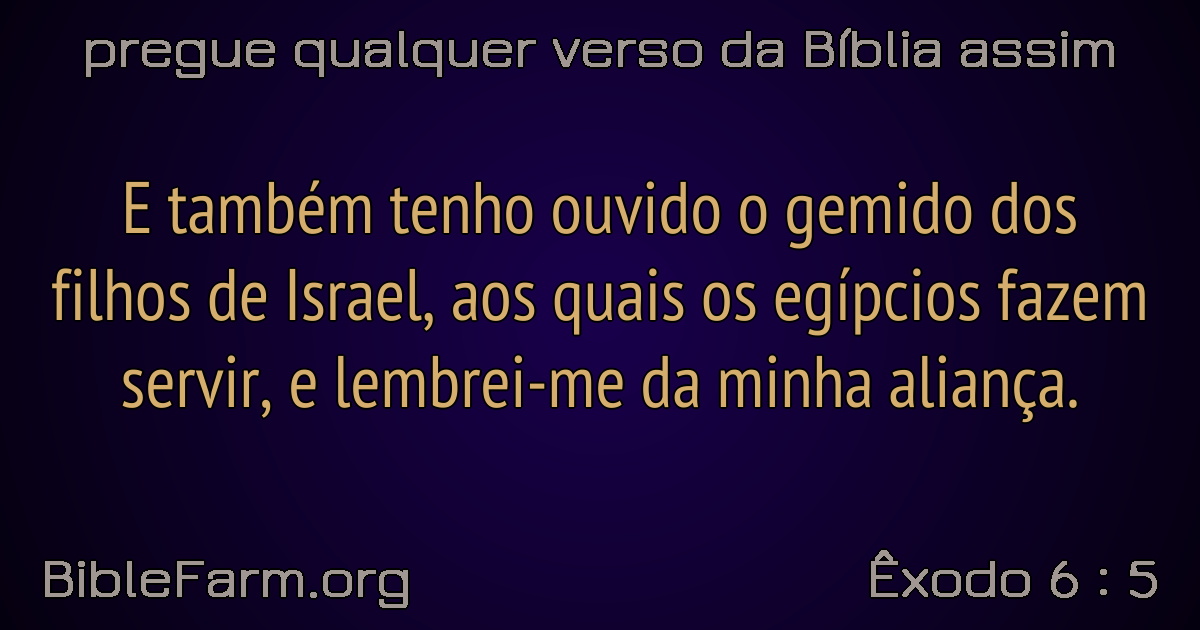 pregue qualquer verso da Bíblia assim
E também tenho ouvido o gemido dos
filhos de Israel, aos quais os egípcios fazem
servir, e lembrei-me da minha aliança.
BibleFarm.org
Êxodo 6 : 5